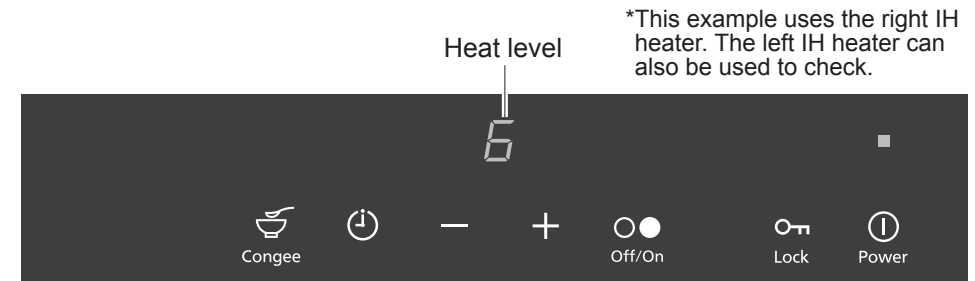 *This example uses the right IH
heater. The left IH heater can
also be used to check.
Heat level
6
Congee
Off/On
Lock
Power